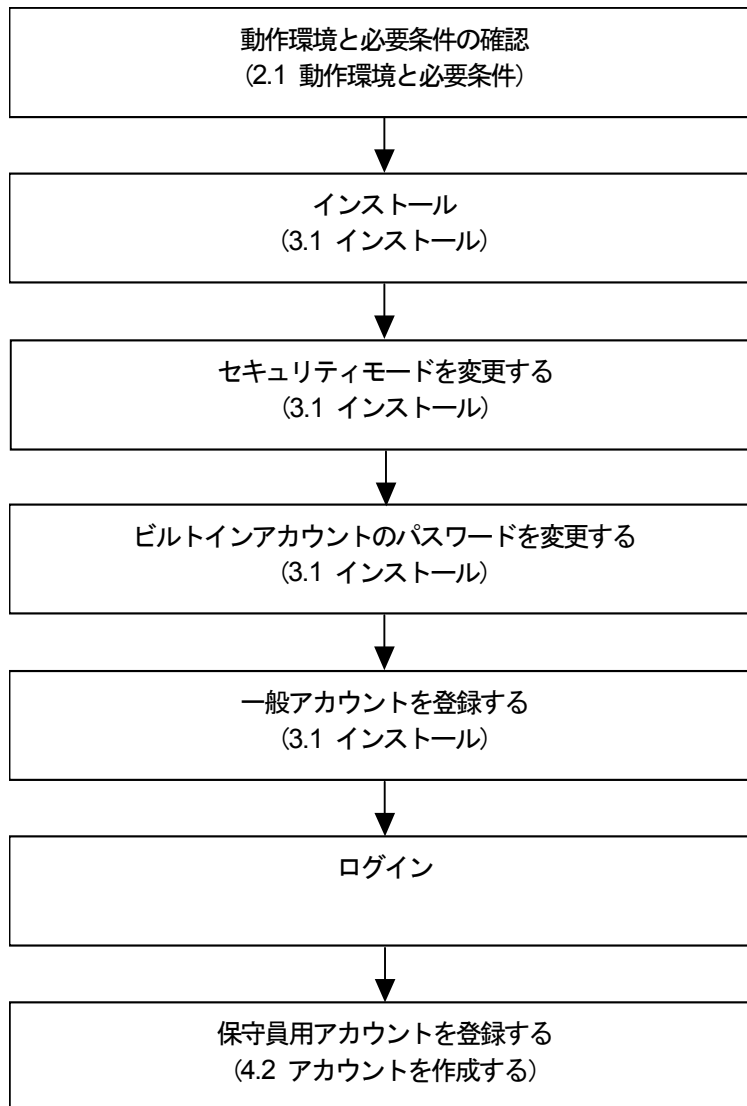 動作環境と必要条件の確認
(2.1 動作環境と必要条件)
インストール
(3.1 インストール)
セキュリティモードを変更する
(3.1 インストール)
ビルトインアカウントのパスワードを変更する
(3.1 インストール)
一般アカウントを登録する
(3.1 インストール)
ログイン
保守員用アカウントを登録する
(4.2 アカウントを作成する)